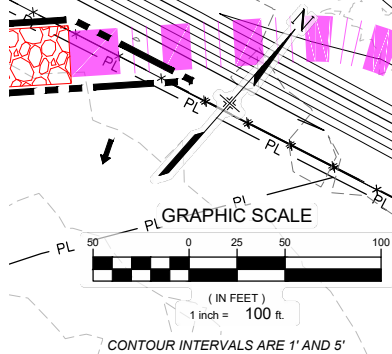 N
PL
PL
PL
PL
PL
GRAPHIC SCALE
50 0 25 50 100
( IN FEET )
1 inch = 100 ft.
CONTOUR INTERVALS ARE 1' AND 5'